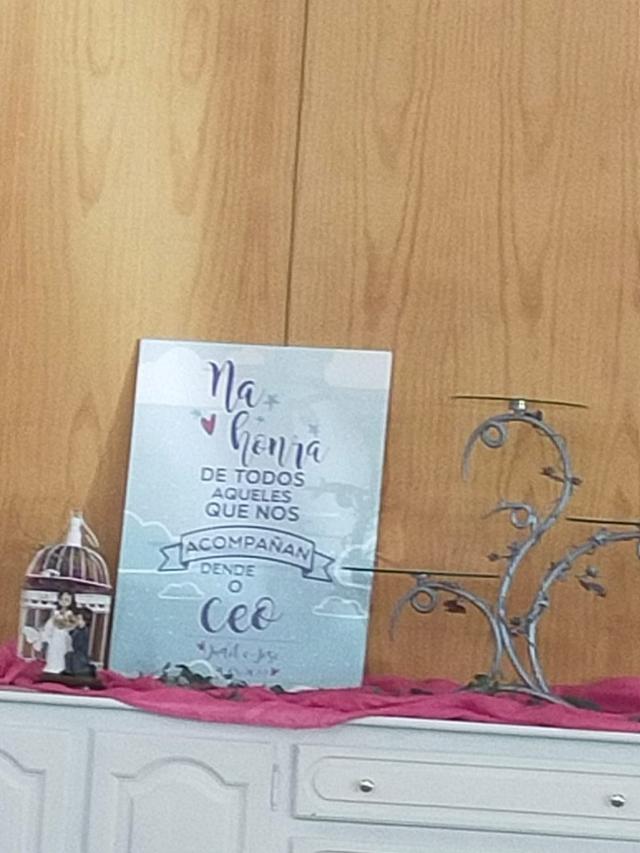 Na
honra
DE TODOS
AQUELES
QUE NOS
ACOMPAÑAN
DENDE
O
ceo